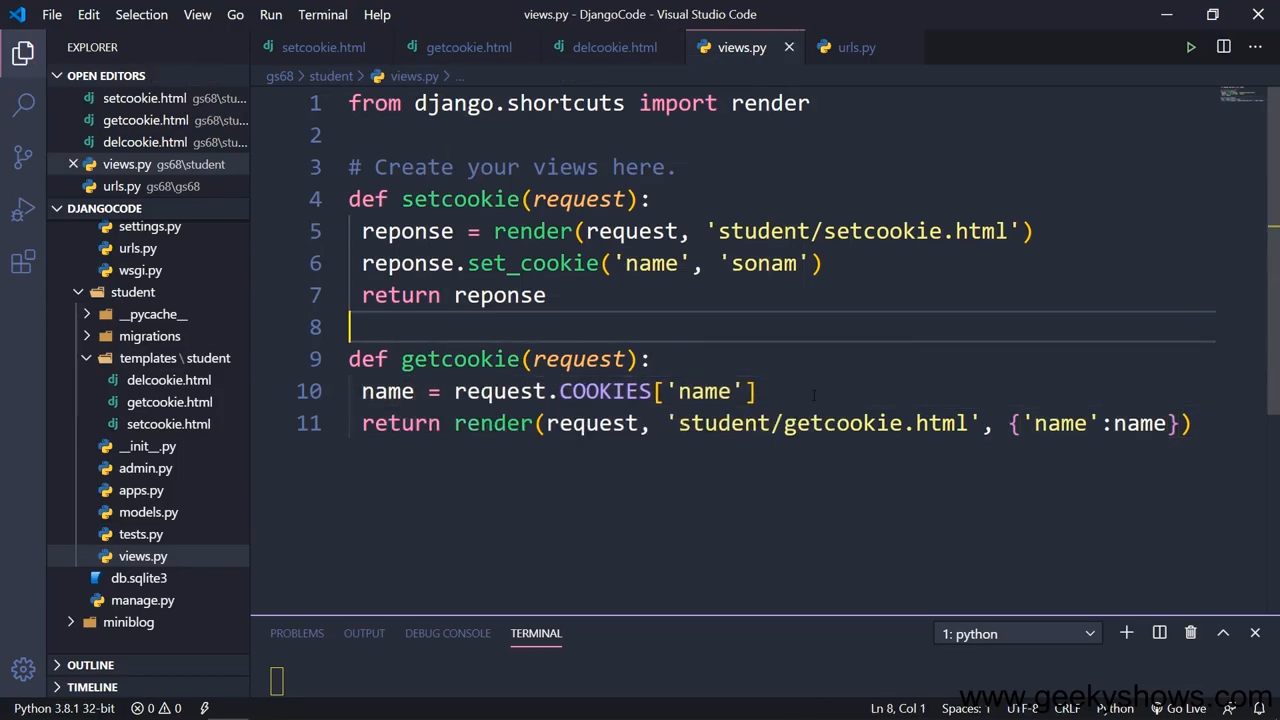 File Edit Selection View Go Run Terminal Help views.py - DjangoCode - Visual Studio Code
EXPLORER setcookie.html getcookie.html delcookie.html views.py urls.py
OPEN EDITORS gs68 > student > views.py > ...
setcookie.html gs68\stu...
getcookie.html gs68\stu...
delcookie.html gs68\stu...
views.py gs68\student
urls.py gs68\gs68
DJANGOCODE
settings.py
urls.py
wsgi.py
student
__pycache__
migrations
templates \ student
delcookie.html
getcookie.html
setcookie.html
__init__.py
admin.py
apps.py
models.py
tests.py
views.py
db.sqlite3
manage.py
miniblog
OUTLINE
TIMELINE
1 from django.shortcuts import render
2
3 # Create your views here.
4 def setcookie(request):
5 reponse = render(request, 'student/setcookie.html')
6 reponse.set_cookie('name', 'sonam')
7 return reponse
8
9 def getcookie(request):
10 name = request.COOKIES['name']
11 return render(request, 'student/getcookie.html', {'name':name})
PROBLEMS OUTPUT DEBUG CONSOLE TERMINAL 1: python
www.geekyshows.com
Python 3.8.1 32-bit 0 0 Ln 8, Col 1 Spaces: 1 UTF-8 CRLF Python Go Live